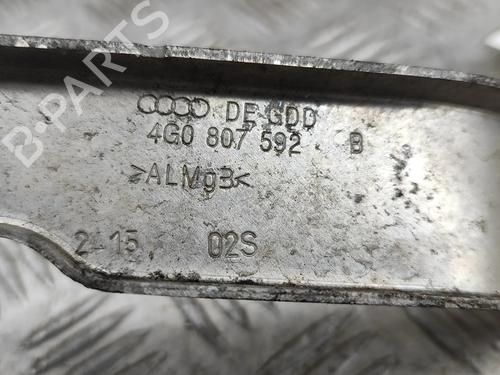 B-PARTS
DE GDD
4G0 807 592 B
>ALMg3<
2-15 02S